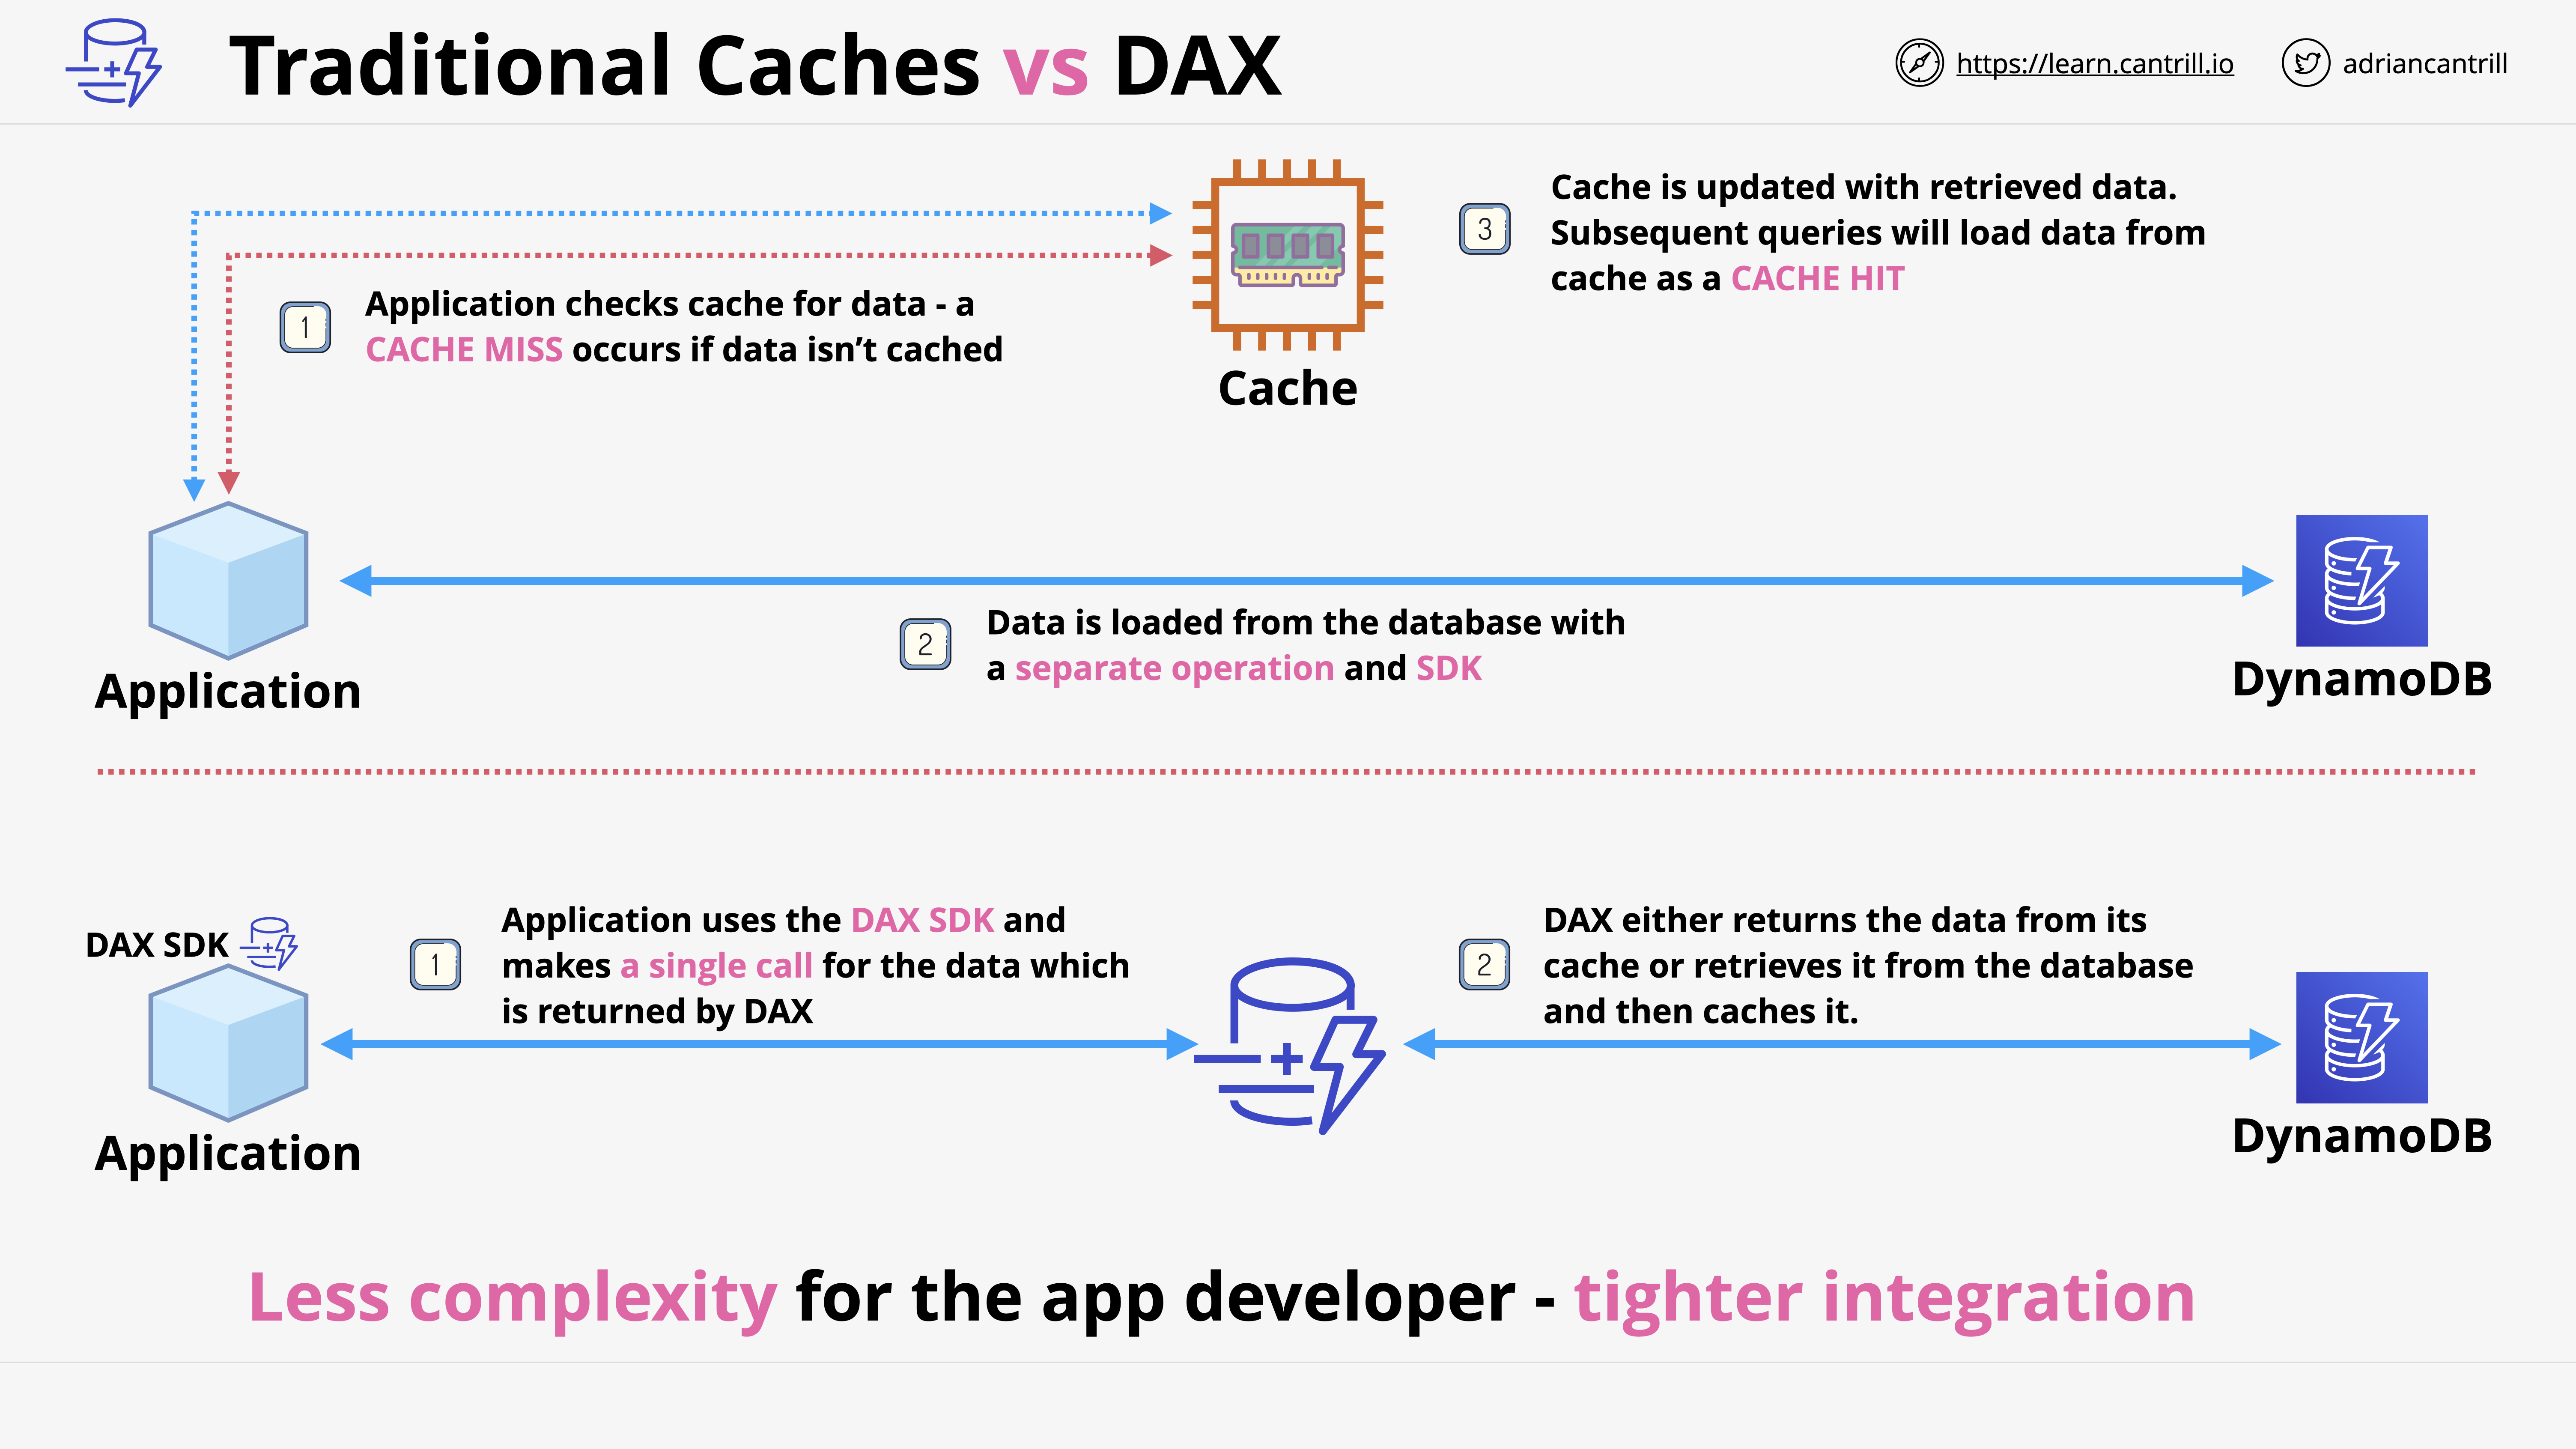 Traditional Caches vs DAX
https://learn.cantrill.io
adriancantrill
Cache is updated with retrieved data.
Subsequent queries will load data from
cache as a CACHE HIT
3
1
Application checks cache for data - a
CACHE MISS occurs if data isn’t cached
Cache
2
Data is loaded from the database with
a separate operation and SDK
Application
DynamoDB
DAX SDK
1
Application uses the DAX SDK and
makes a single call for the data which
is returned by DAX
2
DAX either returns the data from its
cache or retrieves it from the database
and then caches it.
Application
DynamoDB
Less complexity for the app developer - tighter integration